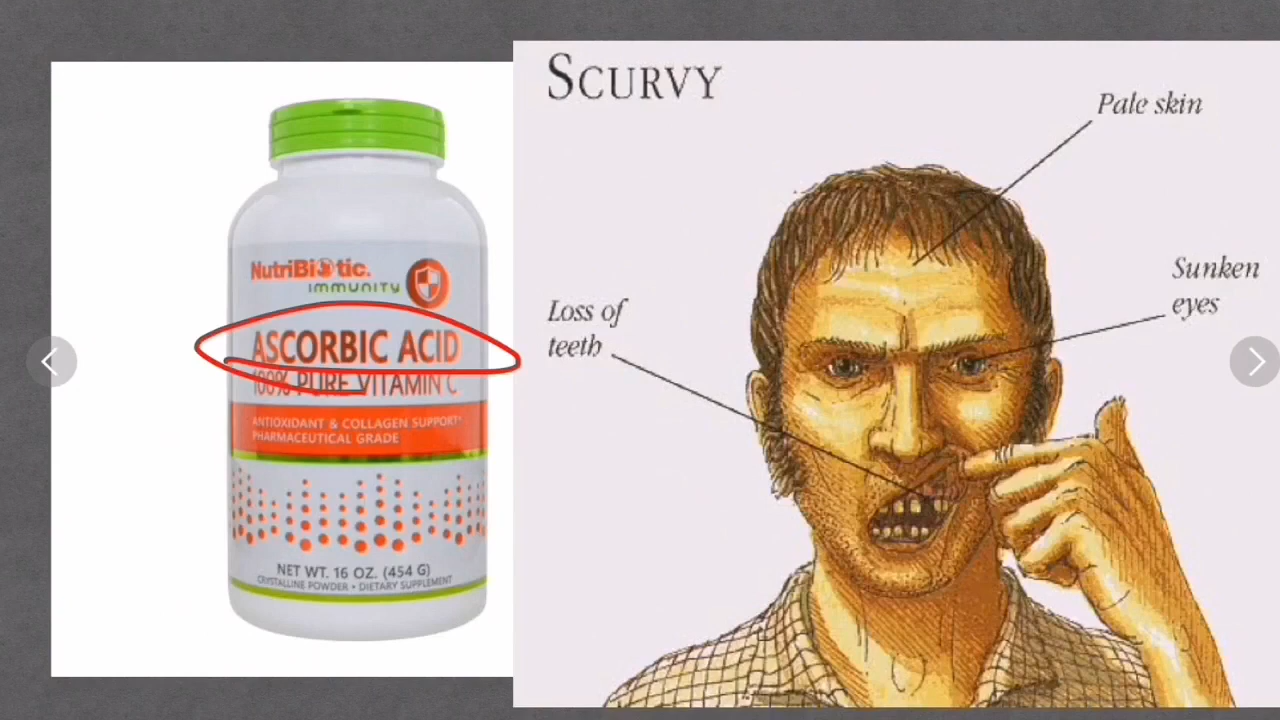 NutriBiotic.
immunity
ASCORBIC ACID
100% PURE VITAMIN C
ANTIOXIDANT & COLLAGEN SUPPORT*
PHARMACEUTICAL GRADE
NET WT. 16 OZ. (454 G)
CRYSTALLINE POWDER • DIETARY SUPPLEMENT
SCURVY
Pale skin
Sunken
eyes
Loss of
teeth